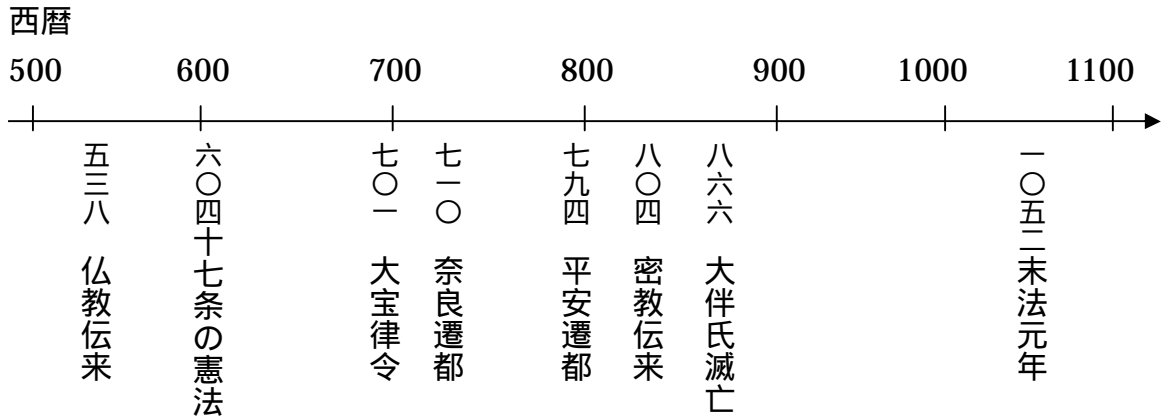 西暦
500 600 700 800 900 1000 1100
五三八 仏教伝来
六〇四十七条の憲法
七〇一 大宝律令
七一〇 奈良遷都
七九四 平安遷都
八〇四 密教伝来
八六六 大伴氏滅亡
一〇五二末法元年